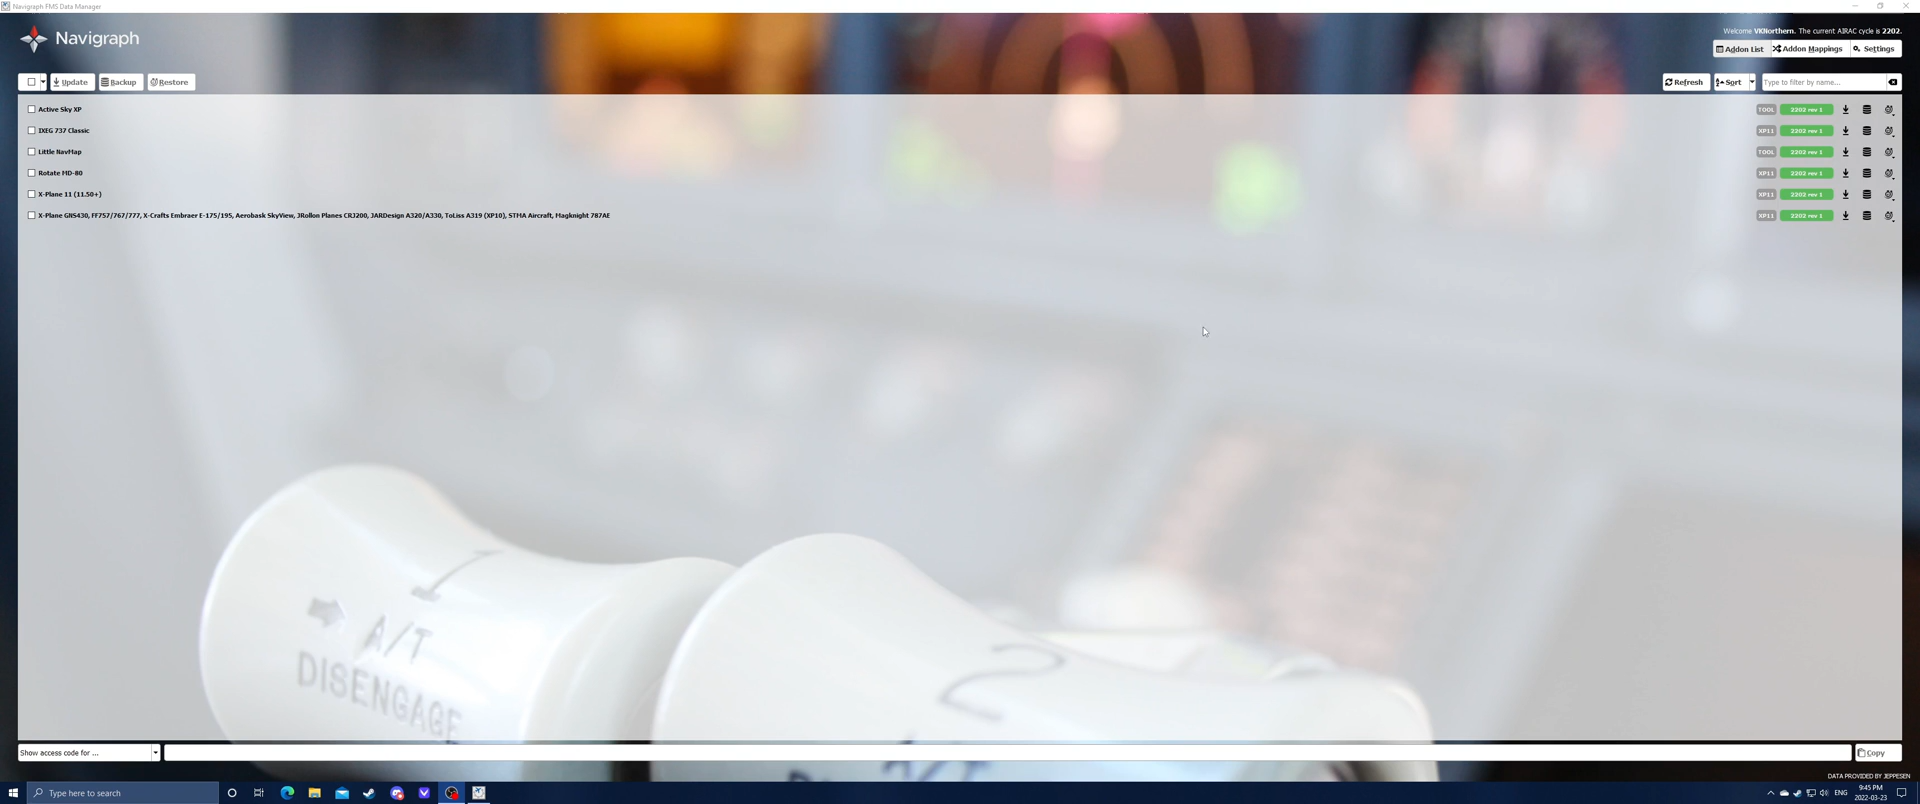 Navigraph FMS Data Manager
Navigraph
Welcome VKNorthern. The current AIRAC cycle is 2202.
Addon List Addon Mappings Settings
Update Backup Restore
Refresh Sort Type to filter by name...
Active Sky XP TOOL 2202 rev 1
IXEG 737 Classic XP11 2202 rev 1
Little NavMap TOOL 2202 rev 1
Rotate MD-80 XP11 2202 rev 1
X-Plane 11 (11.50+) XP11 2202 rev 1
X-Plane GNS430, FF757/767/777, X-Crafts Embraer E-175/195, Aerobask SkyView, JRollon Planes CRJ200, JARDesign A320/A330, ToLiss A319 (XP10), STMA Aircraft, Magknight 787AE XP11 2202 rev 1
1
A/T
DISENGAGE
2
Show access code for ...
Copy
DATA PROVIDED BY JEPPESEN
Type here to search
ENG
9:45 PM
2022-03-23